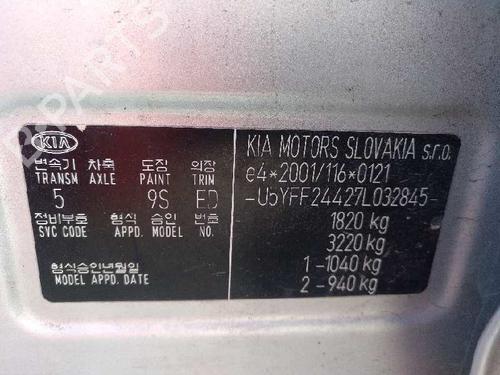 KIA
변속기 차축 도장 의장
TRANSM AXLE PAINT TRIM
5 9S ED
정비부호 형식 승인 번호
SVC CODE APPD. MODEL NO.
형식승인년월일
MODEL APPD. DATE
KIA MOTORS SLOVAKIA s.r.o.
e4*2001/116*0121
-U5YFF24427L032845-
1820 kg
3220 kg
1 -1040 kg
2 -940 kg